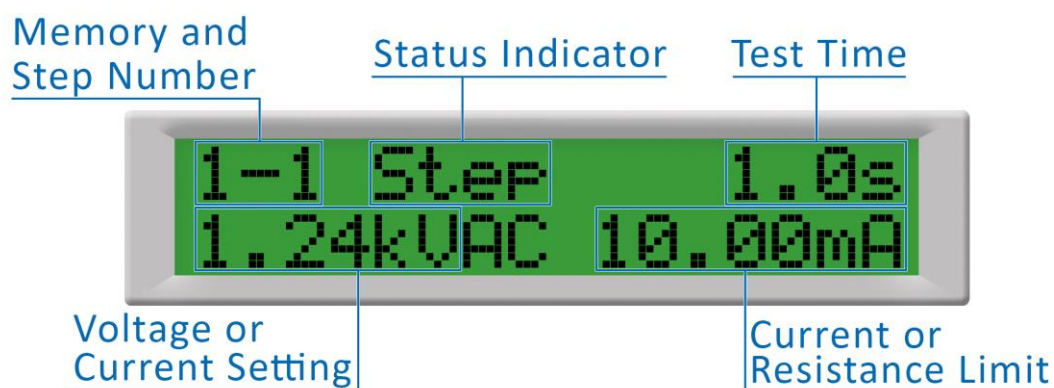 Memory and
Step Number
Status Indicator
Test Time
1-1 Step 1.0s
1.24kVAC 10.00mA
Voltage or
Current Setting
Current or
Resistance Limit